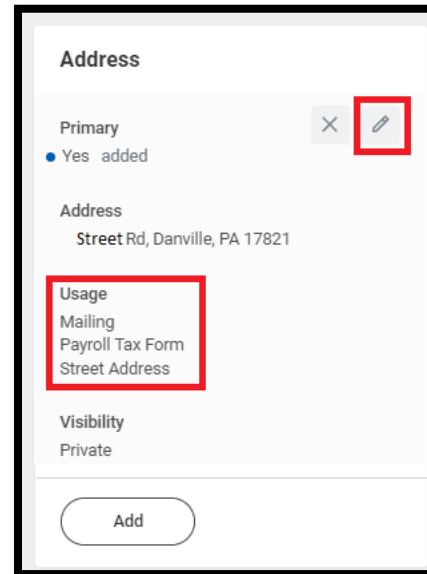 Address
Primary
Yes added
Address
Street Rd, Danville, PA 17821
Usage
Mailing
Payroll Tax Form
Street Address
Visibility
Private
Add